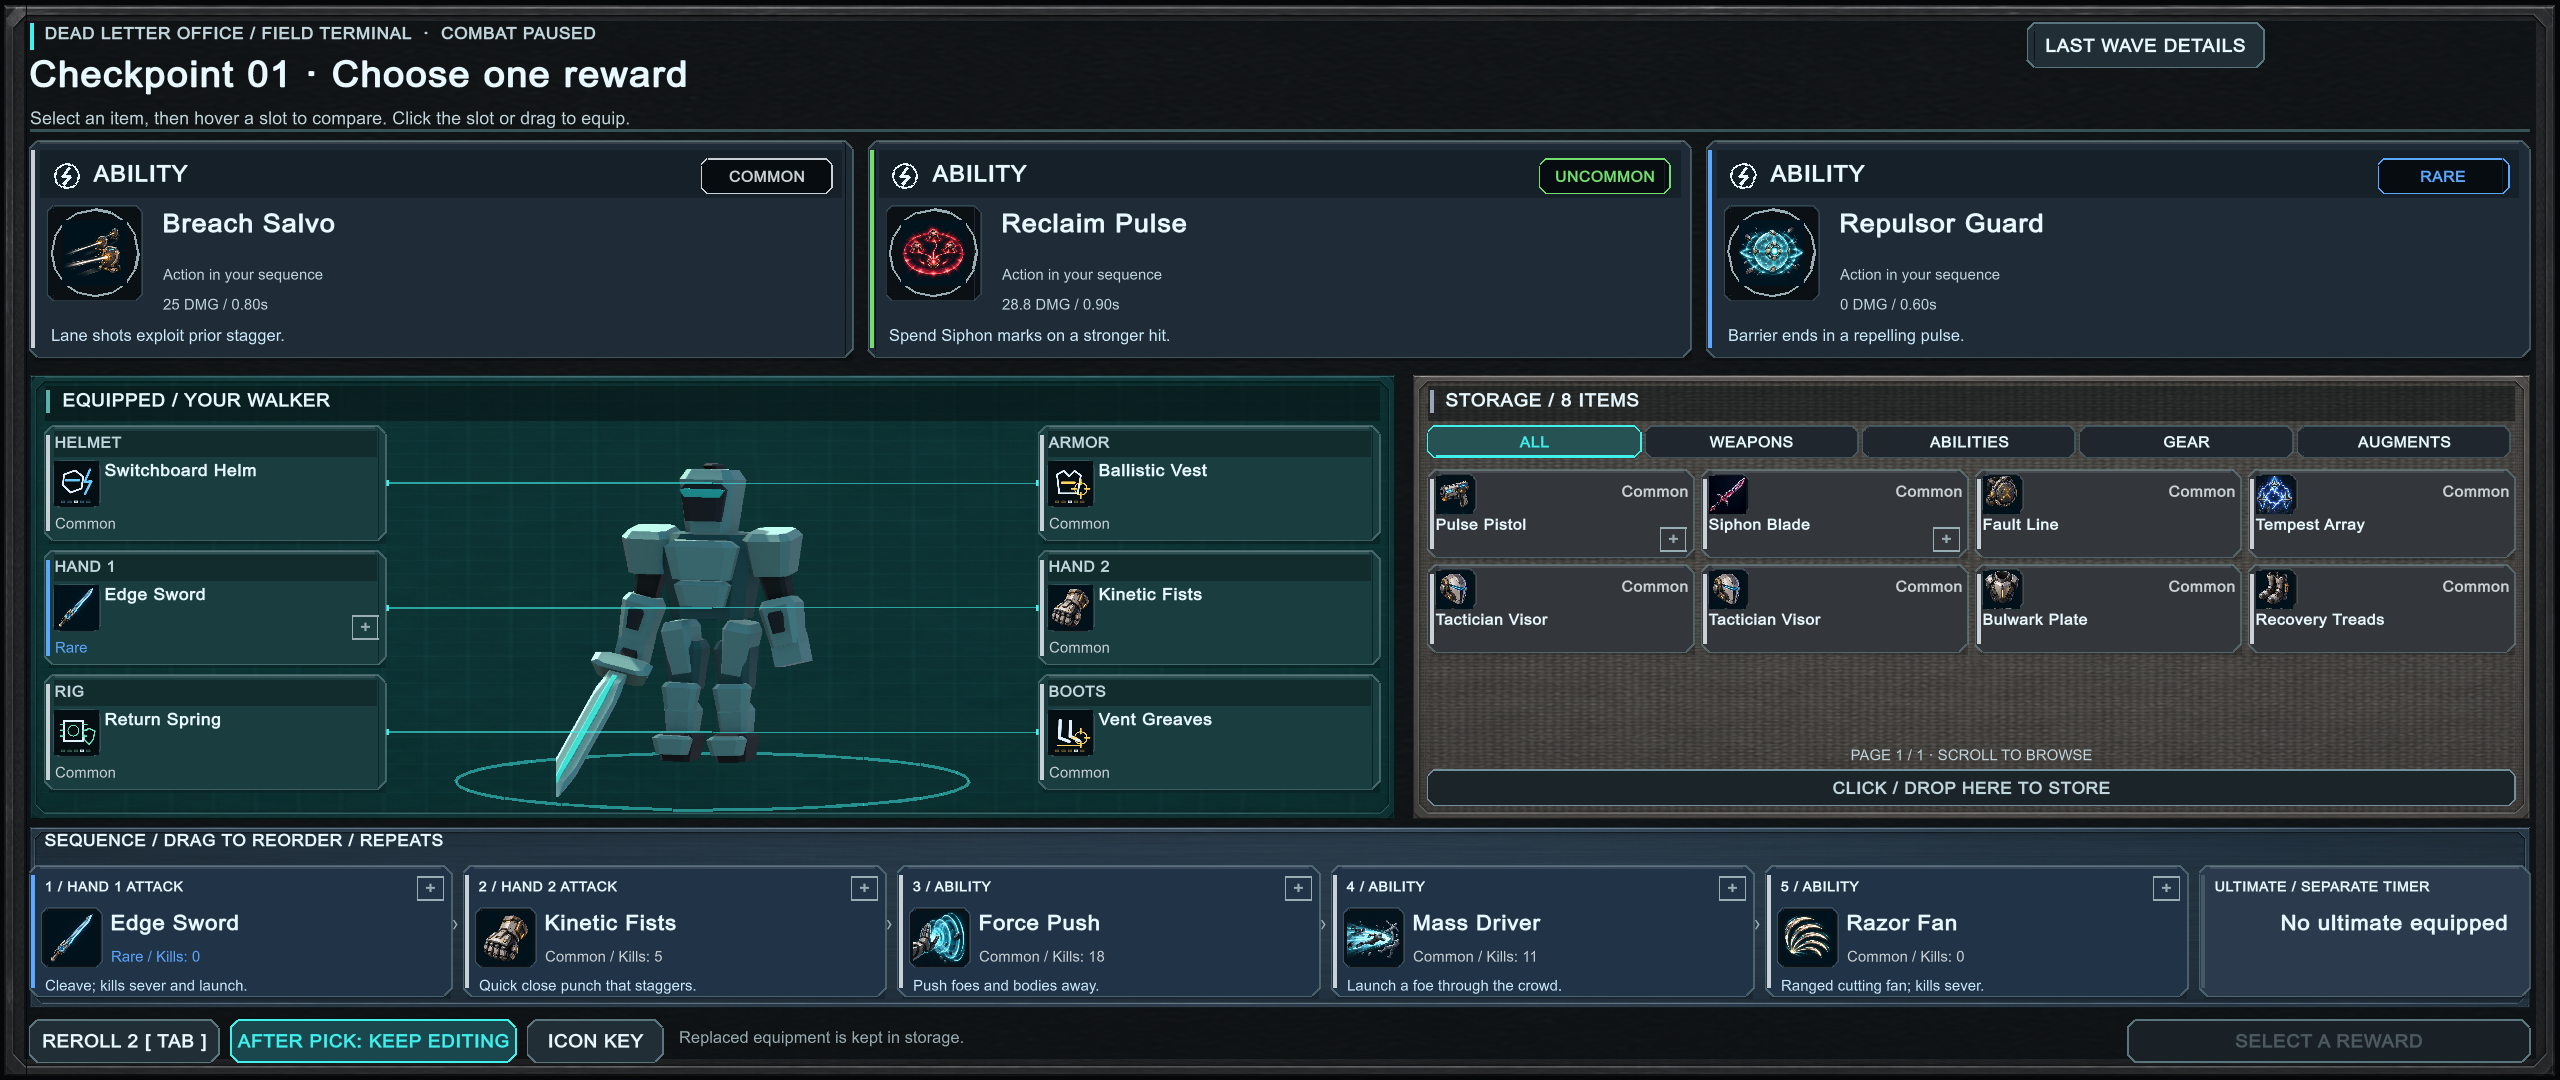 DEAD LETTER OFFICE / FIELD TERMINAL · COMBAT PAUSED
LAST WAVE DETAILS
Checkpoint 01 · Choose one reward
Select an item, then hover a slot to compare. Click the slot or drag to equip.
ABILITY
COMMON
Breach Salvo
Action in your sequence
25 DMG / 0.80s
Lane shots exploit prior stagger.
ABILITY
UNCOMMON
Reclaim Pulse
Action in your sequence
28.8 DMG / 0.90s
Spend Siphon marks on a stronger hit.
ABILITY
RARE
Repulsor Guard
Action in your sequence
0 DMG / 0.60s
Barrier ends in a repelling pulse.
EQUIPPED / YOUR WALKER
HELMET
Switchboard Helm
Common
HAND 1
Edge Sword
+
Rare
RIG
Return Spring
Common
ARMOR
Ballistic Vest
Common
HAND 2
Kinetic Fists
Common
BOOTS
Vent Greaves
Common
STORAGE / 8 ITEMS
ALL
WEAPONS
ABILITIES
GEAR
AUGMENTS
Common
Pulse Pistol
+
Common
Siphon Blade
+
Common
Fault Line
Common
Tempest Array
Common
Tactician Visor
Common
Tactician Visor
Common
Bulwark Plate
Common
Recovery Treads
PAGE 1 / 1 · SCROLL TO BROWSE
CLICK / DROP HERE TO STORE
SEQUENCE / DRAG TO REORDER / REPEATS
1 / HAND 1 ATTACK
+
Edge Sword
Rare / Kills: 0
Cleave; kills sever and launch.
2 / HAND 2 ATTACK
+
Kinetic Fists
Common / Kills: 5
Quick close punch that staggers.
3 / ABILITY
+
Force Push
Common / Kills: 18
Push foes and bodies away.
4 / ABILITY
+
Mass Driver
Common / Kills: 11
Launch a foe through the crowd.
5 / ABILITY
+
Razor Fan
Common / Kills: 0
Ranged cutting fan; kills sever.
ULTIMATE / SEPARATE TIMER
No ultimate equipped
REROLL 2 [ TAB ]
AFTER PICK: KEEP EDITING
ICON KEY
Replaced equipment is kept in storage.
SELECT A REWARD